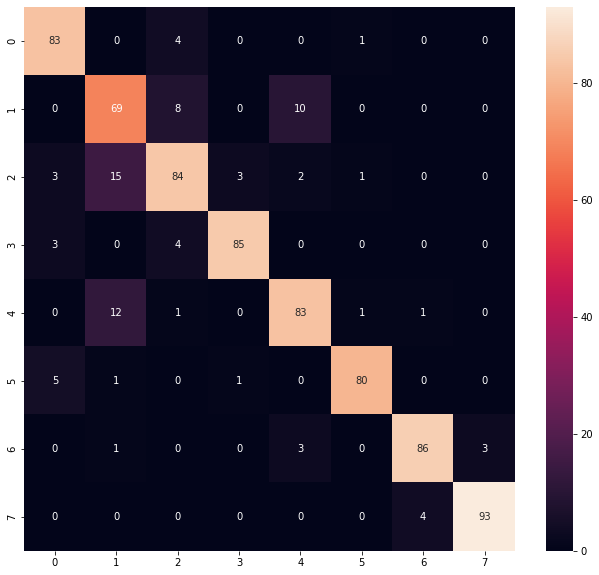 0 83 0 4 0 0 1 0 0
1 0 69 8 0 10 0 0 0
2 3 15 84 3 2 1 0 0
3 3 0 4 85 0 0 0 0
4 0 12 1 0 83 1 1 0
5 5 1 0 1 0 80 0 0
6 0 1 0 0 3 0 86 3
7 0 0 0 0 0 0 4 93
0 1 2 3 4 5 6 7
80
60
40
20
0